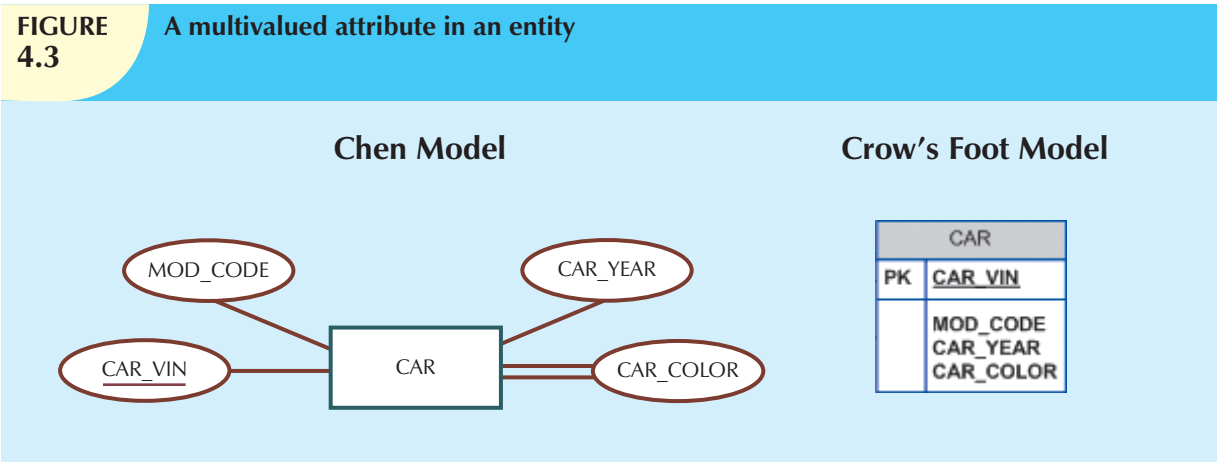 FIGURE
4.3
A multivalued attribute in an entity
Chen Model
Crow's Foot Model
MOD_CODE
CAR_YEAR
CAR_VIN
CAR
CAR_COLOR
CAR
PK CAR_VIN
MOD_CODE
CAR_YEAR
CAR_COLOR